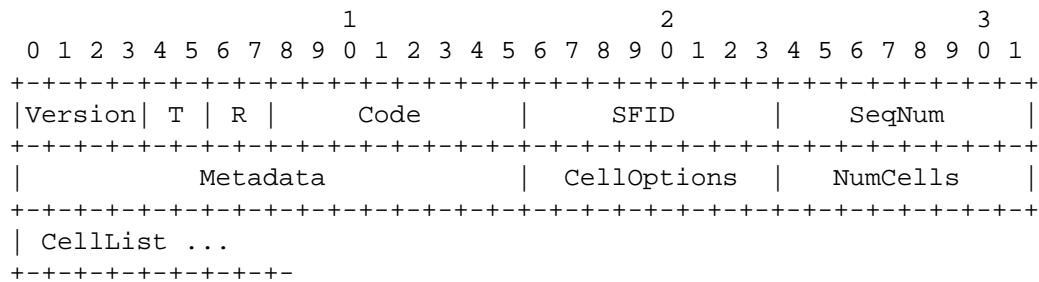 1                   2                   3
 0 1 2 3 4 5 6 7 8 9 0 1 2 3 4 5 6 7 8 9 0 1 2 3 4 5 6 7 8 9 0 1
+-+-+-+-+-+-+-+-+-+-+-+-+-+-+-+-+-+-+-+-+-+-+-+-+-+-+-+-+-+-+-+-+
|Version| T | R |     Code      |     SFID      |    SeqNum     |
+-+-+-+-+-+-+-+-+-+-+-+-+-+-+-+-+-+-+-+-+-+-+-+-+-+-+-+-+-+-+-+-+
|           Metadata            |  CellOptions  |   NumCells    |
+-+-+-+-+-+-+-+-+-+-+-+-+-+-+-+-+-+-+-+-+-+-+-+-+-+-+-+-+-+-+-+-+
| CellList ...
+-+-+-+-+-+-+-+-+-